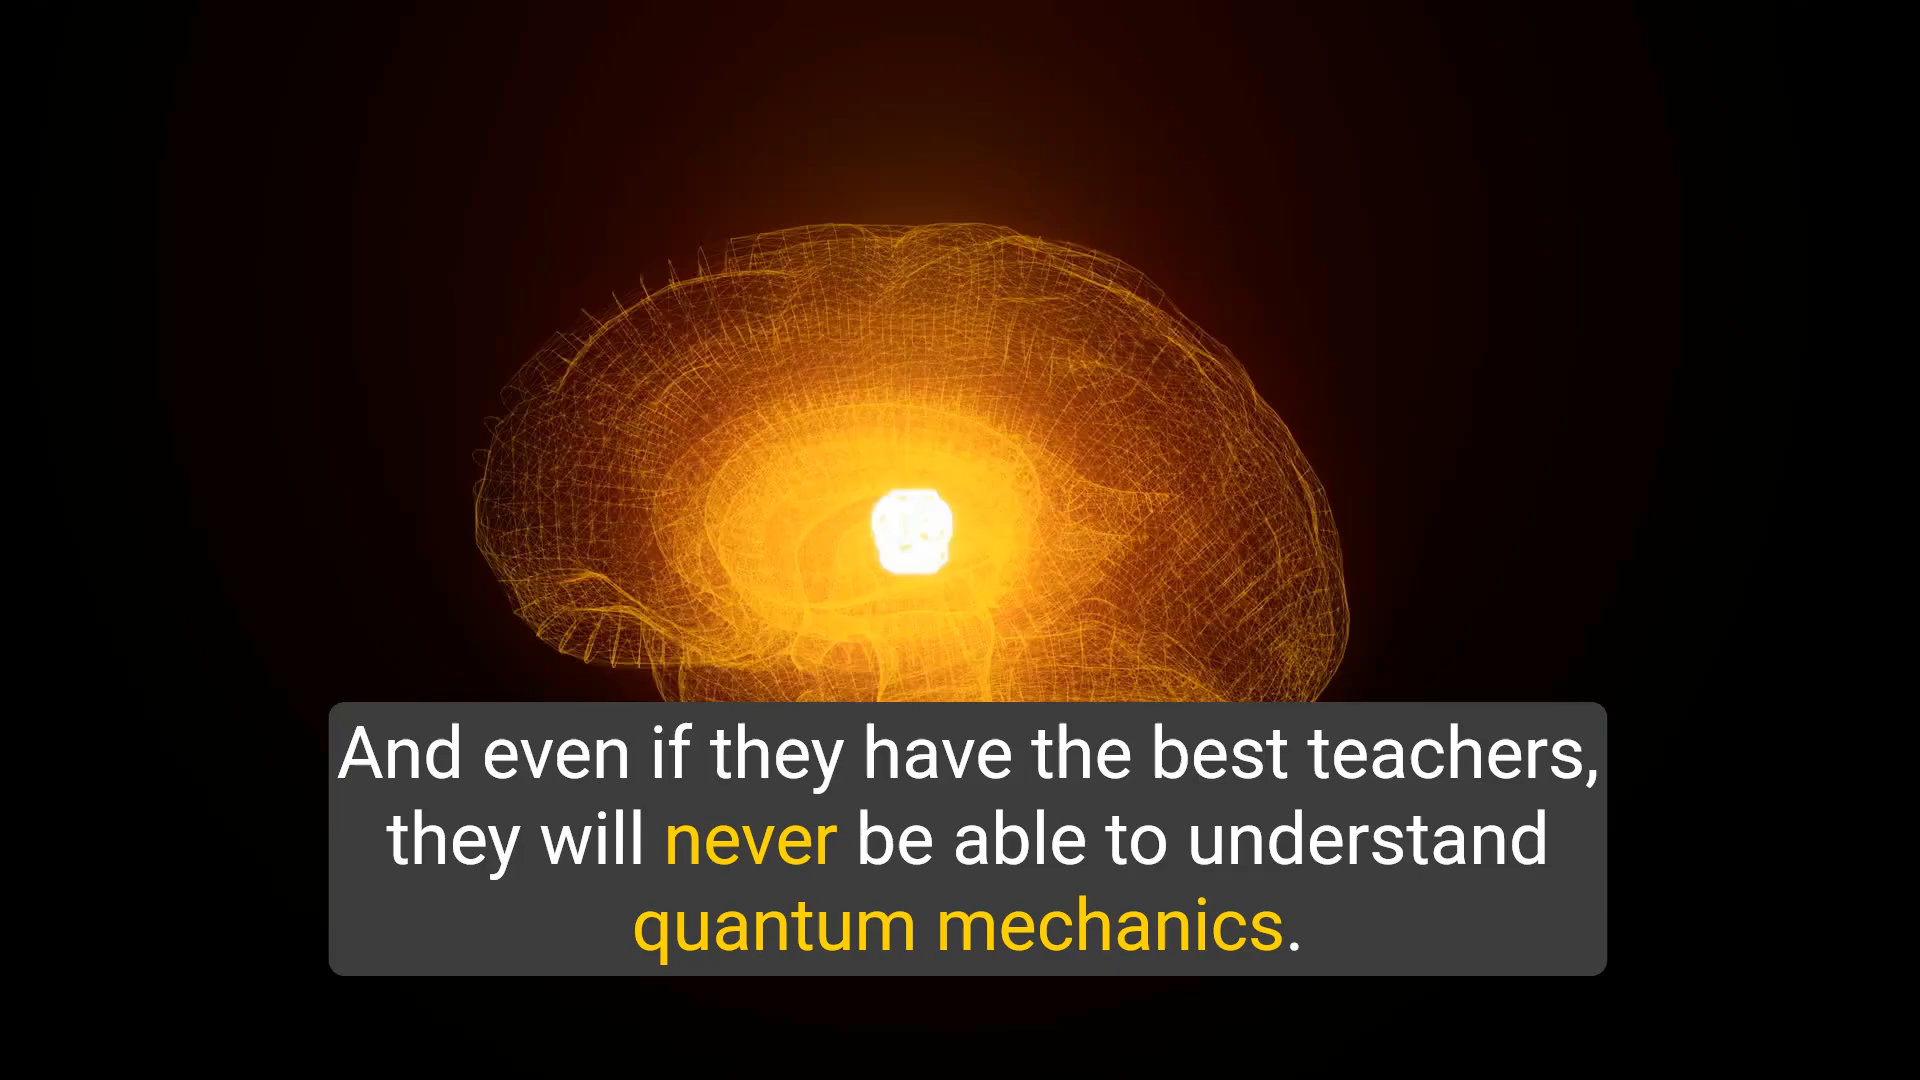 And even if they have the best teachers,
they will never be able to understand
quantum mechanics.